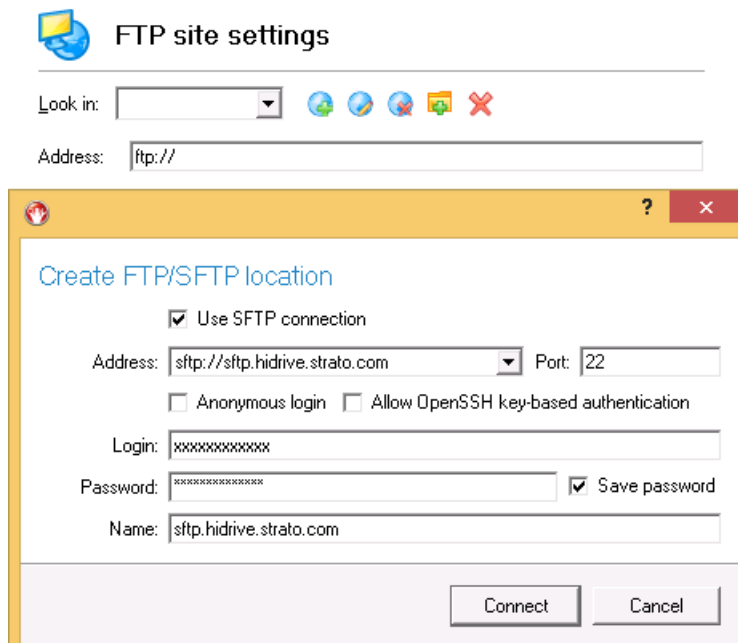 FTP site settings
Look in:
Address: ftp://
?
Create FTP/SFTP location
Use SFTP connection
Address: sftp://sftp.hidrive.strato.com Port: 22
Anonymous login Allow OpenSSH key-based authentication
Login: xxxxxxxxxxxx
Password: ************** Save password
Name: sftp.hidrive.strato.com
Connect Cancel